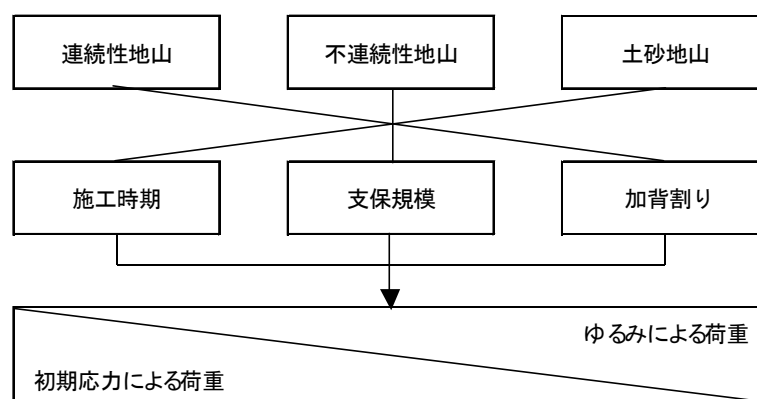 連続性地山
不連続性地山
土砂地山
施工時期
支保規模
加背割り
ゆるみによる荷重
初期応力による荷重